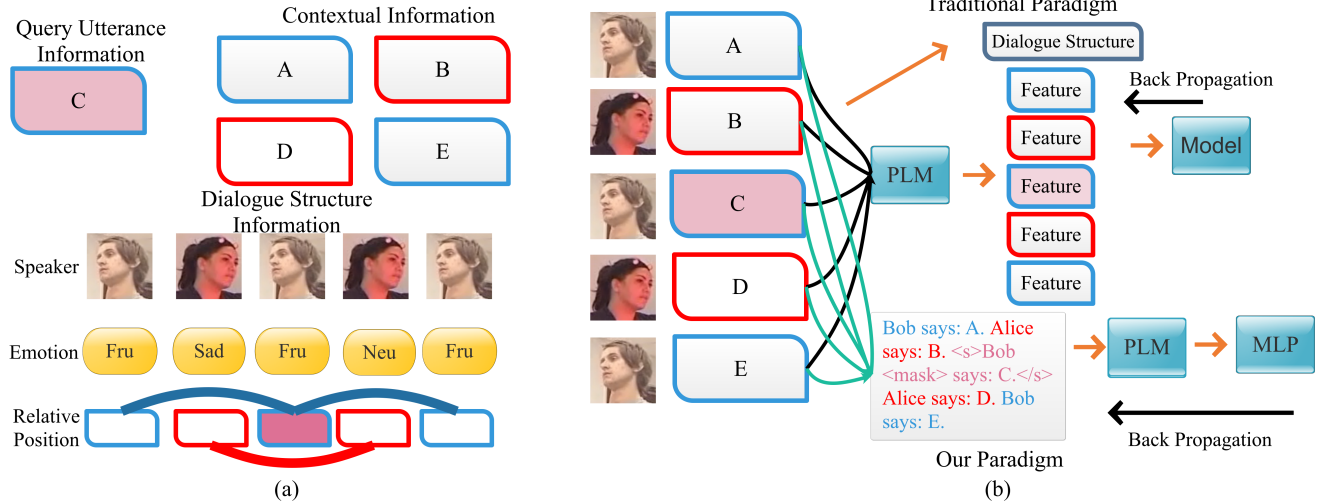 Query Utterance
Information
C
Contextual Information
A
B
D
E
Dialogue Structure
Information
Speaker
Emotion
Fru
Sad
Fru
Neu
Fru
Relative
Position
(a)
A
B
C
D
E
PLM
Traditional Paradigm
Dialogue Structure
Feature
Feature
Feature
Feature
Feature
Back Propagation
Model
Bob says: A. Alice
says: B. <s>Bob
<mask> says: C.</s>
Alice says: D. Bob
says: E.
PLM
MLP
Back Propagation
Our Paradigm
(b)